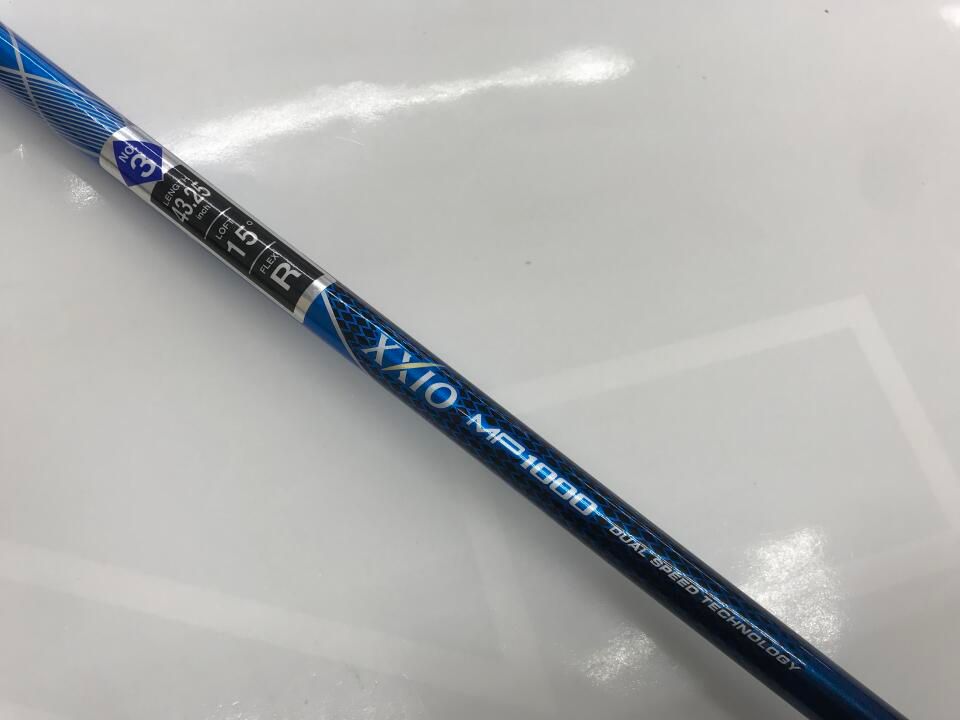 NO. 3
LENGTH
43.25
inch
LOFT
15°
FLEX
R
XXIO MP1000 DUAL SPEED TECHNOLOGY